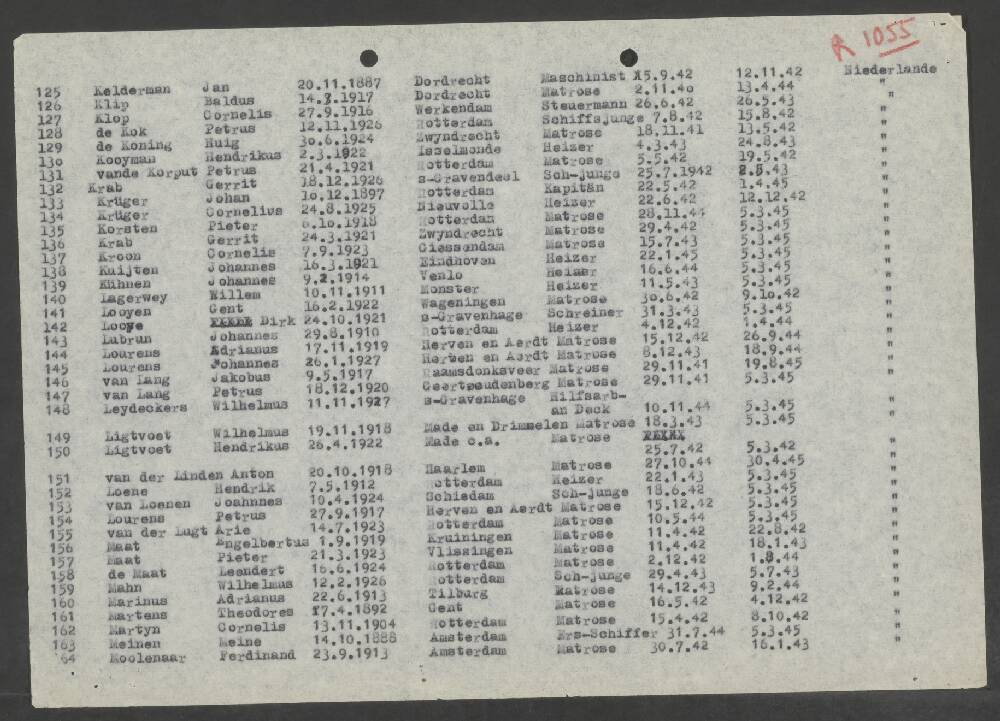 R 1055
125 Kelderman Jan 20.11.1887 Dordrecht Maschinist 15.9.42 12.11.42 Niederlande
126 Klip Baldus 14.3.1917 Dordrecht Matrose 2.11.40 13.4.44 "
127 Klop Cornelis 27.9.1916 Werkendam Steuermann 26.6.42 26.5.43 "
128 de Kok Petrus 12.11.1926 Rotterdam Schiffsjunge 7.8.42 15.8.42 "
129 de Koning Huig 30.6.1924 Zwyndrecht Matrose 18.11.41 13.5.42 "
130 Kooyman Hendrikus 2.3.1922 Isselmonde Heizer 4.3.43 24.8.43 "
131 vande Korput Petrus 21.4.1921 Rotterdam Matrose 5.5.42 19.5.42 "
132 Krab Gerrit 18.12.1926 s-Gravendeel Sch-junge 25.7.1942 2.8.43 "
133 Krüger Johan 10.12.1897 Rotterdam Kapitän 22.5.42 1.4.45 "
134 Krüger Cornelius 24.8.1925 Nieuvolle Heizer 22.6.42 12.12.42 "
135 Korsten Pieter 6.10.1918 Rotterdam Matrose 28.11.44 5.3.45 "
136 Krab Gerrit 24.3.1921 Zwyndrecht Matrose 29.4.42 5.3.45 "
137 Kroon Cornelis 7.9.1923 Giessendam Matrose 15.7.43 5.3.45 "
138 Kuijten Johannes 16.3.1921 Eindhoven Heizer 22.1.45 5.3.45 "
139 Kühnen Johannes 9.2.1914 Venlo Heizer 16.6.44 5.3.45 "
140 Lagerwey Willem 10.11.1911 Monster Heizer 11.5.43 5.3.45 "
141 Looyen Gent 16.2.1922 Wageningen Matrose 30.6.42 9.10.42 "
142 Looye Dirk 24.10.1921 s-Gravenhage Schreiner 31.3.43 5.3.45 "
143 Labrun Johannes 29.8.1910 Rotterdam Heizer 4.12.42 1.4.44 "
144 Lourens Adrianus 17.11.1919 Herven en Aerdt Matrose 15.12.42 26.9.44 "
145 Lourens Johannes 26.1.1927 Herven en Aerdt Matrose 8.12.43 18.9.44 "
146 van Lang Jakobus 9.5.1917 Raamsdonksveer Matrose 29.11.41 19.8.45 "
147 van Lang Petrus 18.12.1920 Geertreudenberg Matrose 29.11.41 5.3.45 "
148 Leydeckers Wilhelmus 11.11.1927 s-Gravenhage Hilfsarb-
an Deck 10.11.44 5.3.45 "
149 Ligtvoet Wilhelmus 19.11.1918 Made en Drimmelen Matrose 18.3.43 5.3.45 "
150 Ligtvoet Hendrikus 26.4.1922 Made c.a. Matrose
25.7.42 5.3.42 "
151 van der Linden Anton 20.10.1918 Haarlem Matrose 27.10.44 30.4.45 "
152 Loene Hendrik 7.5.1912 Rotterdam Heizer 22.1.43 5.3.45 "
153 van Loenen Joahnnes 10.4.1924 Schiedam Sch-junge 18.6.42 5.3.45 "
154 Lourens Petrus 27.9.1917 Herven en Aerdt Matrose 15.12.42 5.3.45 "
155 van der Lugt Arie 14.7.1923 Rotterdam Matrose 10.5.44 5.3.45 "
156 Maat Engelbertus 1.9.1919 Kruiningen Matrose 11.4.42 22.8.42 "
157 Maat Pieter 21.3.1923 Vlissingen Matrose 11.4.42 18.1.43 "
158 de Maat Leendert 16.6.1924 Rotterdam Matrose 2.12.42 1.8.44 "
159 Mahn Wilhelmus 12.2.1926 Rotterdam Sch-junge 29.4.43 5.7.43 "
160 Marinus Adrianus 22.6.1913 Tilburg Matrose 14.12.43 9.2.44 "
161 Martens Theodores 17.4.1892 Gent Matrose 16.5.42 4.12.42 "
162 Martyn Cornelis 13.11.1904 Rotterdam Matrose 15.4.42 8.10.42 "
163 Meinen Meine 14.10.1888 Amsterdam Ers-Schiffer 31.7.44 5.3.45 "
64 Moolenaar Ferdinand 23.9.1913 Amsterdam Matrose 30.7.42 16.1.43